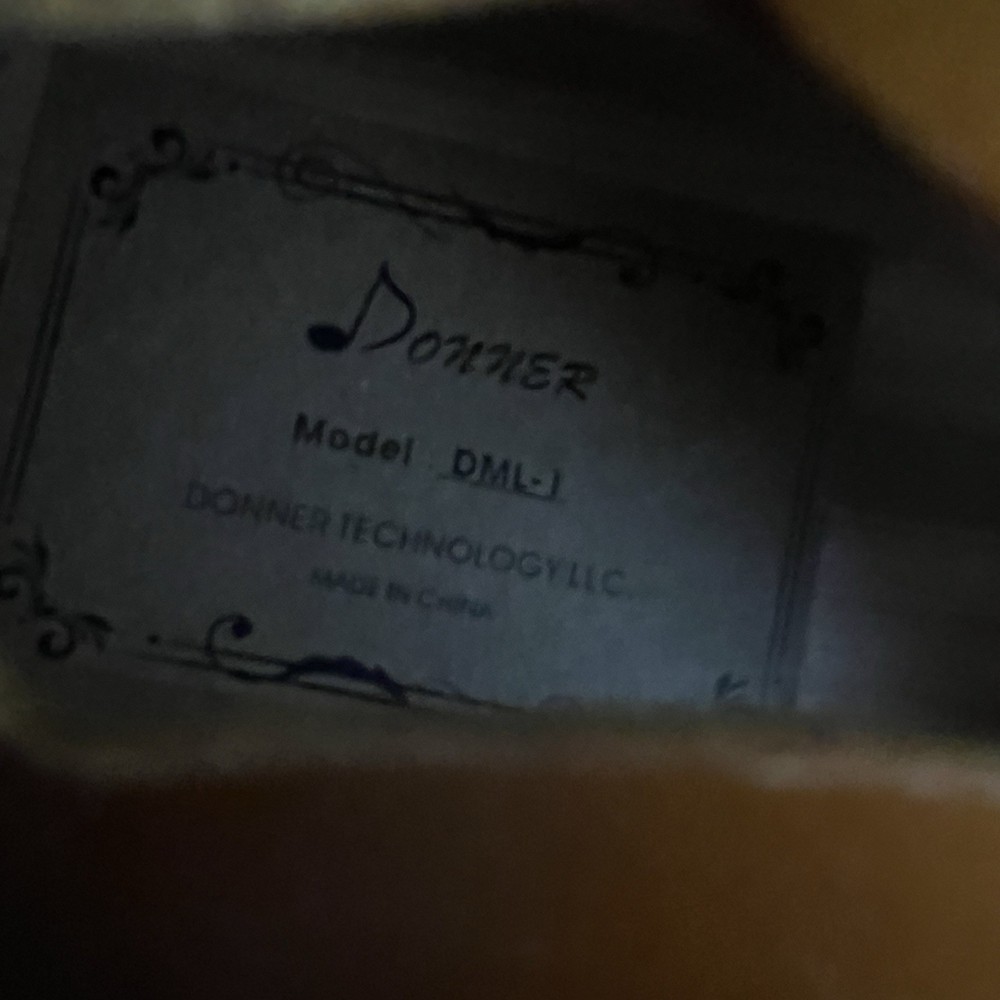 DONNER
Model DML-1
DONNER TECHNOLOGY LLC.
MADE IN CHINA